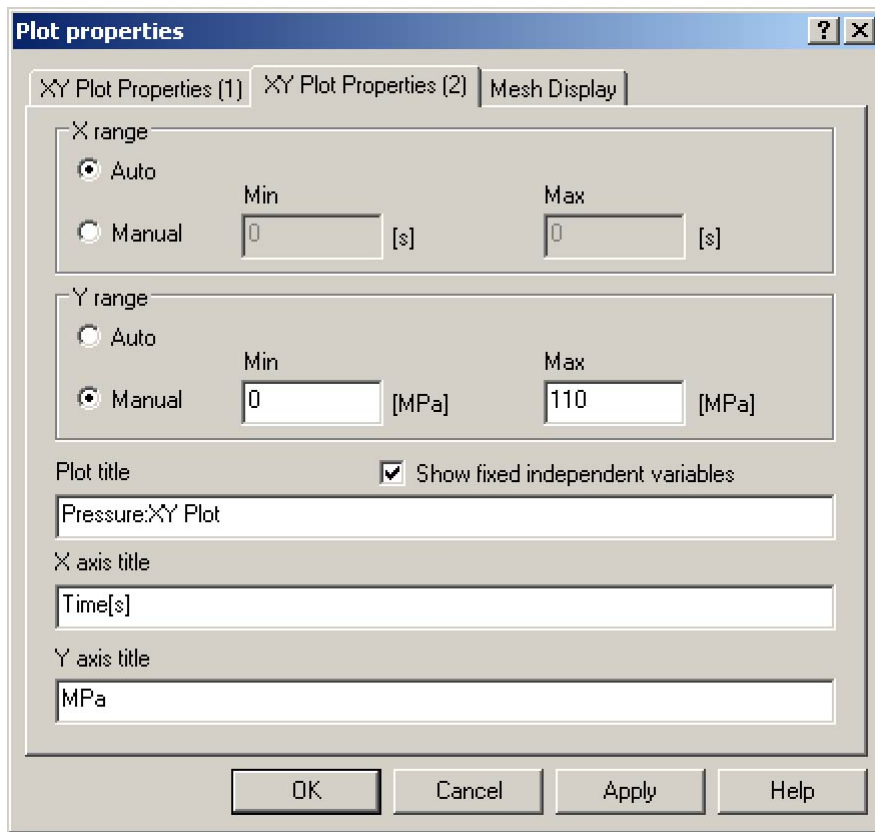 Plot properties
XY Plot Properties (1) XY Plot Properties (2) Mesh Display
X range
Auto
Min Max
Manual 0 [s] 0 [s]
Y range
Auto
Min Max
Manual 0 [MPa] 110 [MPa]
Plot title Show fixed independent variables
Pressure:XY Plot
X axis title
Time[s]
Y axis title
MPa
OK Cancel Apply Help